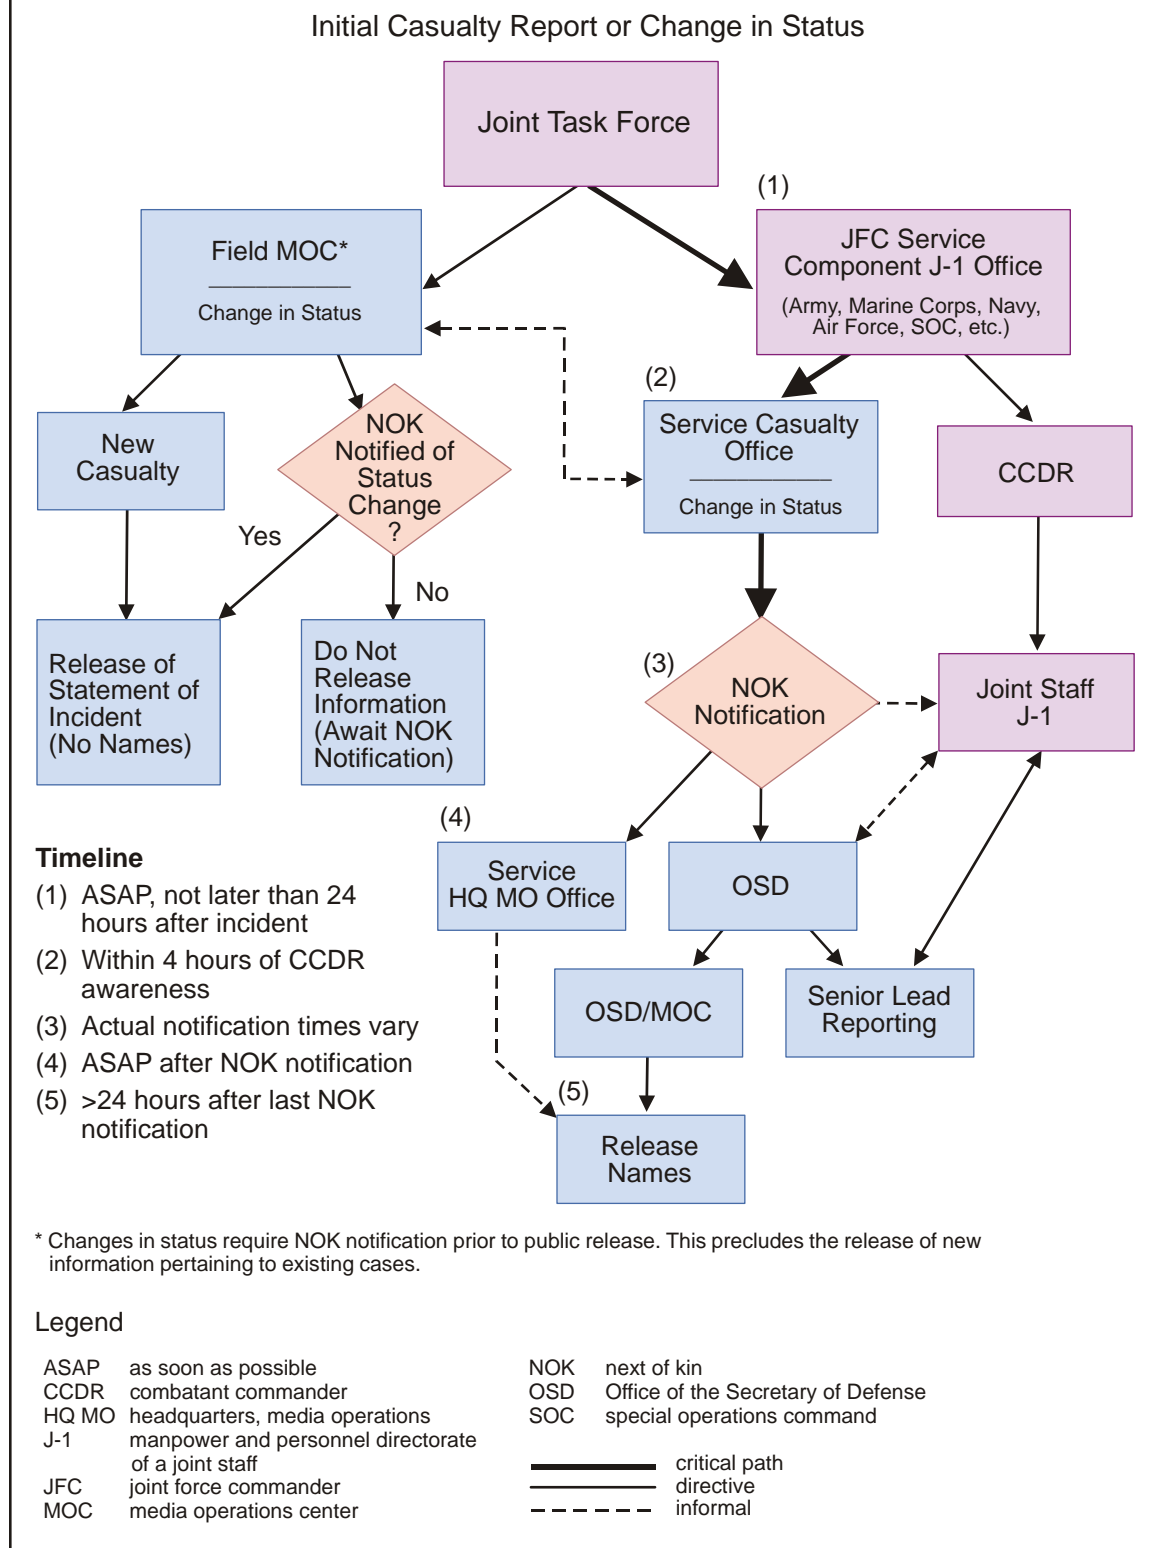 Initial Casualty Report or Change in Status
Joint Task Force
(1)
Field MOC*
Change in Status
JFC Service
Component J-1 Office
(Army, Marine Corps, Navy,
Air Force, SOC, etc.)
(2)
New
Casualty
NOK
Notified of
Status
Change
?
Service Casualty
Office
Change in Status
CCDR
Yes
No
Release of
Statement of
Incident
(No Names)
Do Not
Release
Information
(Await NOK
Notification)
(3)
NOK
Notification
Joint Staff
J-1
(4)
Service
HQ MO Office
OSD
OSD/MOC
Senior Lead
Reporting
(5)
Release
Names
Timeline
(1) ASAP, not later than 24
hours after incident
(2) Within 4 hours of CCDR
awareness
(3) Actual notification times vary
(4) ASAP after NOK notification
(5) >24 hours after last NOK
notification
* Changes in status require NOK notification prior to public release. This precludes the release of new
information pertaining to existing cases.
Legend
ASAP as soon as possible
CCDR combatant commander
HQ MO headquarters, media operations
J-1 manpower and personnel directorate
of a joint staff
JFC joint force commander
MOC media operations center
NOK next of kin
OSD Office of the Secretary of Defense
SOC special operations command
critical path
directive
informal